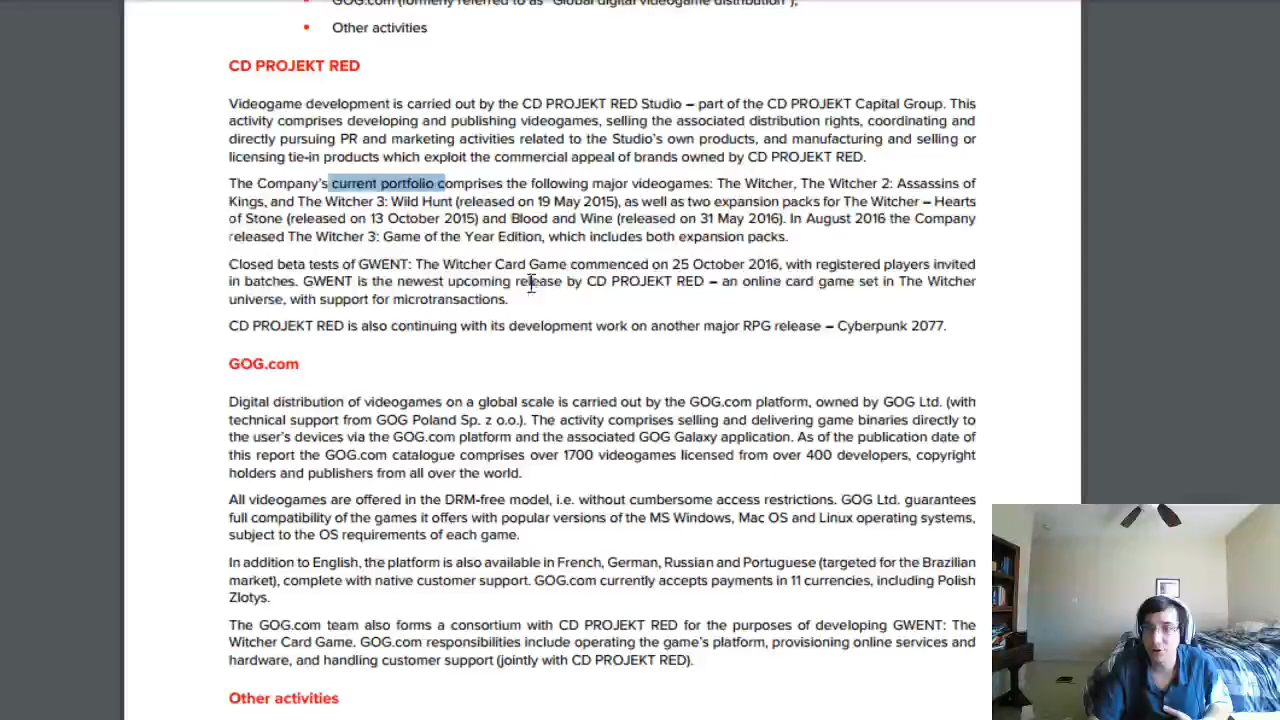 GOG.com (formerly referred to as "Global digital videogame distribution"),
• Other activities
CD PROJEKT RED
Videogame development is carried out by the CD PROJEKT RED Studio – part of the CD PROJEKT Capital Group. This
activity comprises developing and publishing videogames, selling the associated distribution rights, coordinating and
directly pursuing PR and marketing activities related to the Studio's own products, and manufacturing and selling or
licensing tie-in products which exploit the commercial appeal of brands owned by CD PROJEKT RED.
The Company's current portfolio comprises the following major videogames: The Witcher, The Witcher 2: Assassins of
Kings, and The Witcher 3: Wild Hunt (released on 19 May 2015), as well as two expansion packs for The Witcher – Hearts
of Stone (released on 13 October 2015) and Blood and Wine (released on 31 May 2016). In August 2016 the Company
released The Witcher 3: Game of the Year Edition, which includes both expansion packs.
Closed beta tests of GWENT: The Witcher Card Game commenced on 25 October 2016, with registered players invited
in batches. GWENT is the newest upcoming release by CD PROJEKT RED – an online card game set in The Witcher
universe, with support for microtransactions.
CD PROJEKT RED is also continuing with its development work on another major RPG release – Cyberpunk 2077.
GOG.com
Digital distribution of videogames on a global scale is carried out by the GOG.com platform, owned by GOG Ltd. (with
technical support from GOG Poland Sp. z o.o.). The activity comprises selling and delivering game binaries directly to
the user's devices via the GOG.com platform and the associated GOG Galaxy application. As of the publication date of
this report the GOG.com catalogue comprises over 1700 videogames licensed from over 400 developers, copyright
holders and publishers from all over the world.
All videogames are offered in the DRM-free model, i.e. without cumbersome access restrictions. GOG Ltd. guarantees
full compatibility of the games it offers with popular versions of the MS Windows, Mac OS and Linux operating systems,
subject to the OS requirements of each game.
In addition to English, the platform is also available in French, German, Russian and Portuguese (targeted for the Brazilian
market), complete with native customer support. GOG.com currently accepts payments in 11 currencies, including Polish
Zlotys.
The GOG.com team also forms a consortium with CD PROJEKT RED for the purposes of developing GWENT: The
Witcher Card Game. GOG.com responsibilities include operating the game's platform, provisioning online services and
hardware, and handling customer support (jointly with CD PROJEKT RED).
Other activities